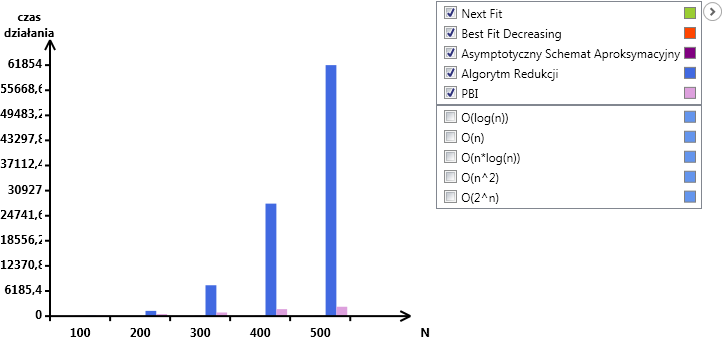 czas
działania
61854
55668,6
49483,2
43297,8
37112,4
30927
24741,6
18556,2
12370,8
6185,4
0
100 200 300 400 500 N
Next Fit
Best Fit Decreasing
Asymptotyczny Schemat Aproksymacyjny
Algorytm Redukcji
PBI
O(log(n))
O(n)
O(n*log(n))
O(n^2)
O(2^n)